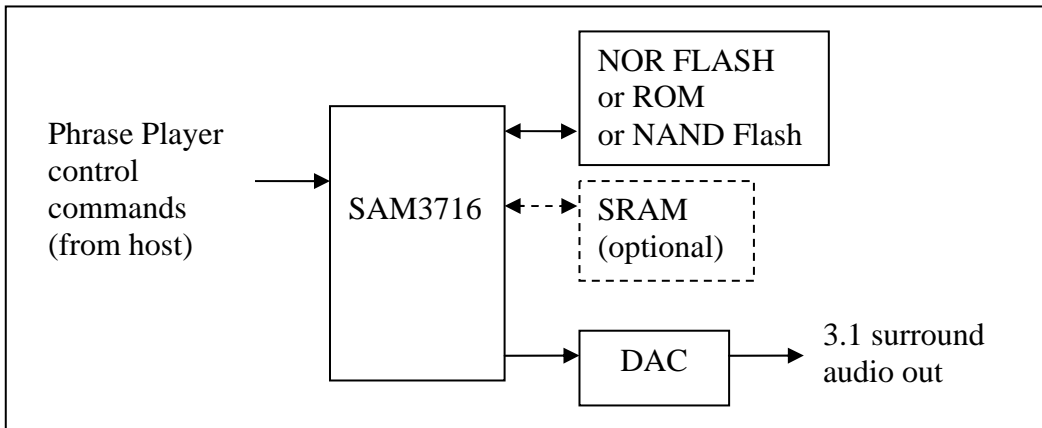 Phrase Player
control
commands
(from host)
SAM3716
NOR FLASH
or ROM
or NAND Flash
SRAM
(optional)
DAC
3.1 surround
audio out